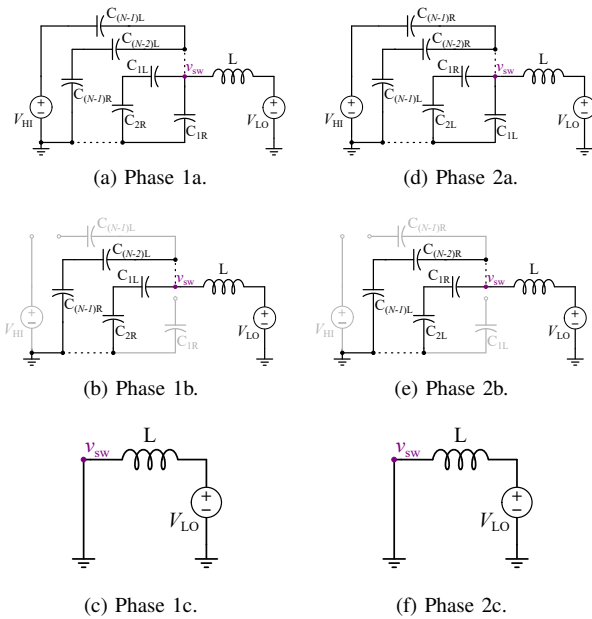 C(N-1)L
C(N-2)L
C1L
vsw
L
C(N-1)R
C2R
C1R
VHI
VLO
(a) Phase 1a.
C(N-1)R
C(N-2)R
C1R
vsw
L
C(N-1)L
C2L
C1L
VHI
VLO
(d) Phase 2a.
C(N-1)L
C(N-2)L
C1L
vsw
L
C(N-1)R
C2R
C1R
VHI
VLO
(b) Phase 1b.
C(N-1)R
C(N-2)R
C1R
vsw
L
C(N-1)L
C2L
C1L
VHI
VLO
(e) Phase 2b.
vsw
L
VLO
(c) Phase 1c.
vsw
L
VLO
(f) Phase 2c.